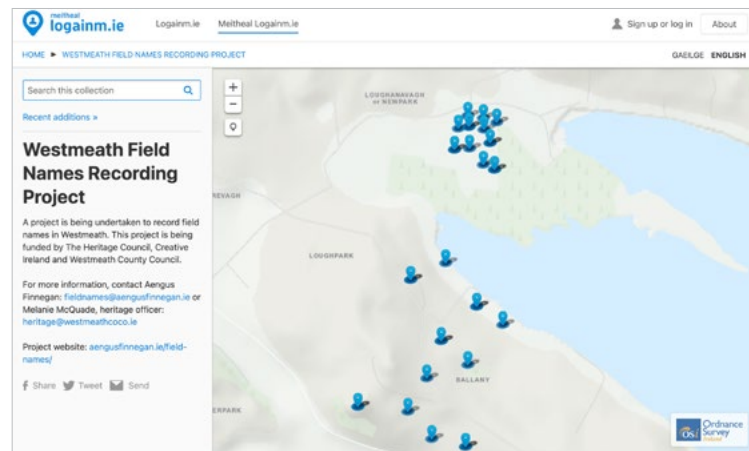 meitheal
logainm.ie
Logainm.ie
Meitheal Logainm.ie
Sign up or log in
About
HOME ► WESTMEATH FIELD NAMES RECORDING PROJECT
GAEILGE ENGLISH
Search this collection
Recent additions »
Westmeath Field
Names Recording
Project
A project is being undertaken to record field
names in Westmeath. This project is being
funded by The Heritage Council, Creative
Ireland and Westmeath County Council.
For more information, contact Aengus
Finnegan: fieldnames@aengusfinnegan.ie or
Melanie McQuade, heritage officer:
heritage@westmeathcoco.ie
Project website: aengusfinnegan.ie/field-
names/
Share Tweet Send
+
−
LOUGHANAVAGH
or NEWPARK
REVAGH
LOUGHPARK
BALLANY
ERPARK
OSi
Ordnance
Survey
Ireland